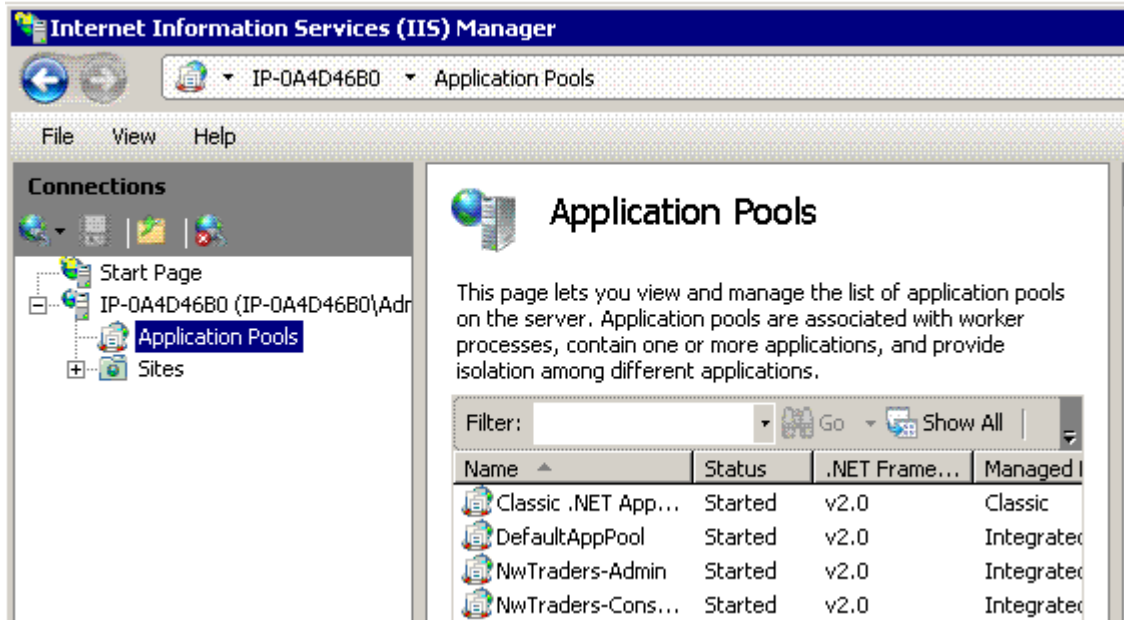 Internet Information Services (IIS) Manager
IP-0A4D46B0 Application Pools
File View Help
Connections
Start Page
IP-0A4D46B0 (IP-0A4D46B0\Adr
Application Pools
Sites
Application Pools
This page lets you view and manage the list of application pools
on the server. Application pools are associated with worker
processes, contain one or more applications, and provide
isolation among different applications.
Filter: Go Show All
Name Status .NET Frame... Managed
Classic .NET App... Started v2.0 Classic
DefaultAppPool Started v2.0 Integrated
NwTraders-Admin Started v2.0 Integrated
NwTraders-Cons... Started v2.0 Integrated